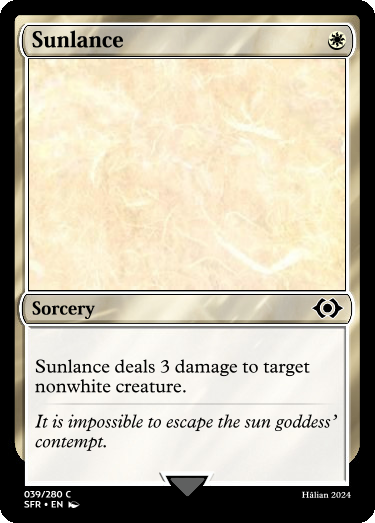 Sunlance
Sorcery
Sunlance deals 3 damage to target
nonwhite creature.
It is impossible to escape the sun goddess’
contempt.
039/280 C
SFR • EN
Hâlian 2024